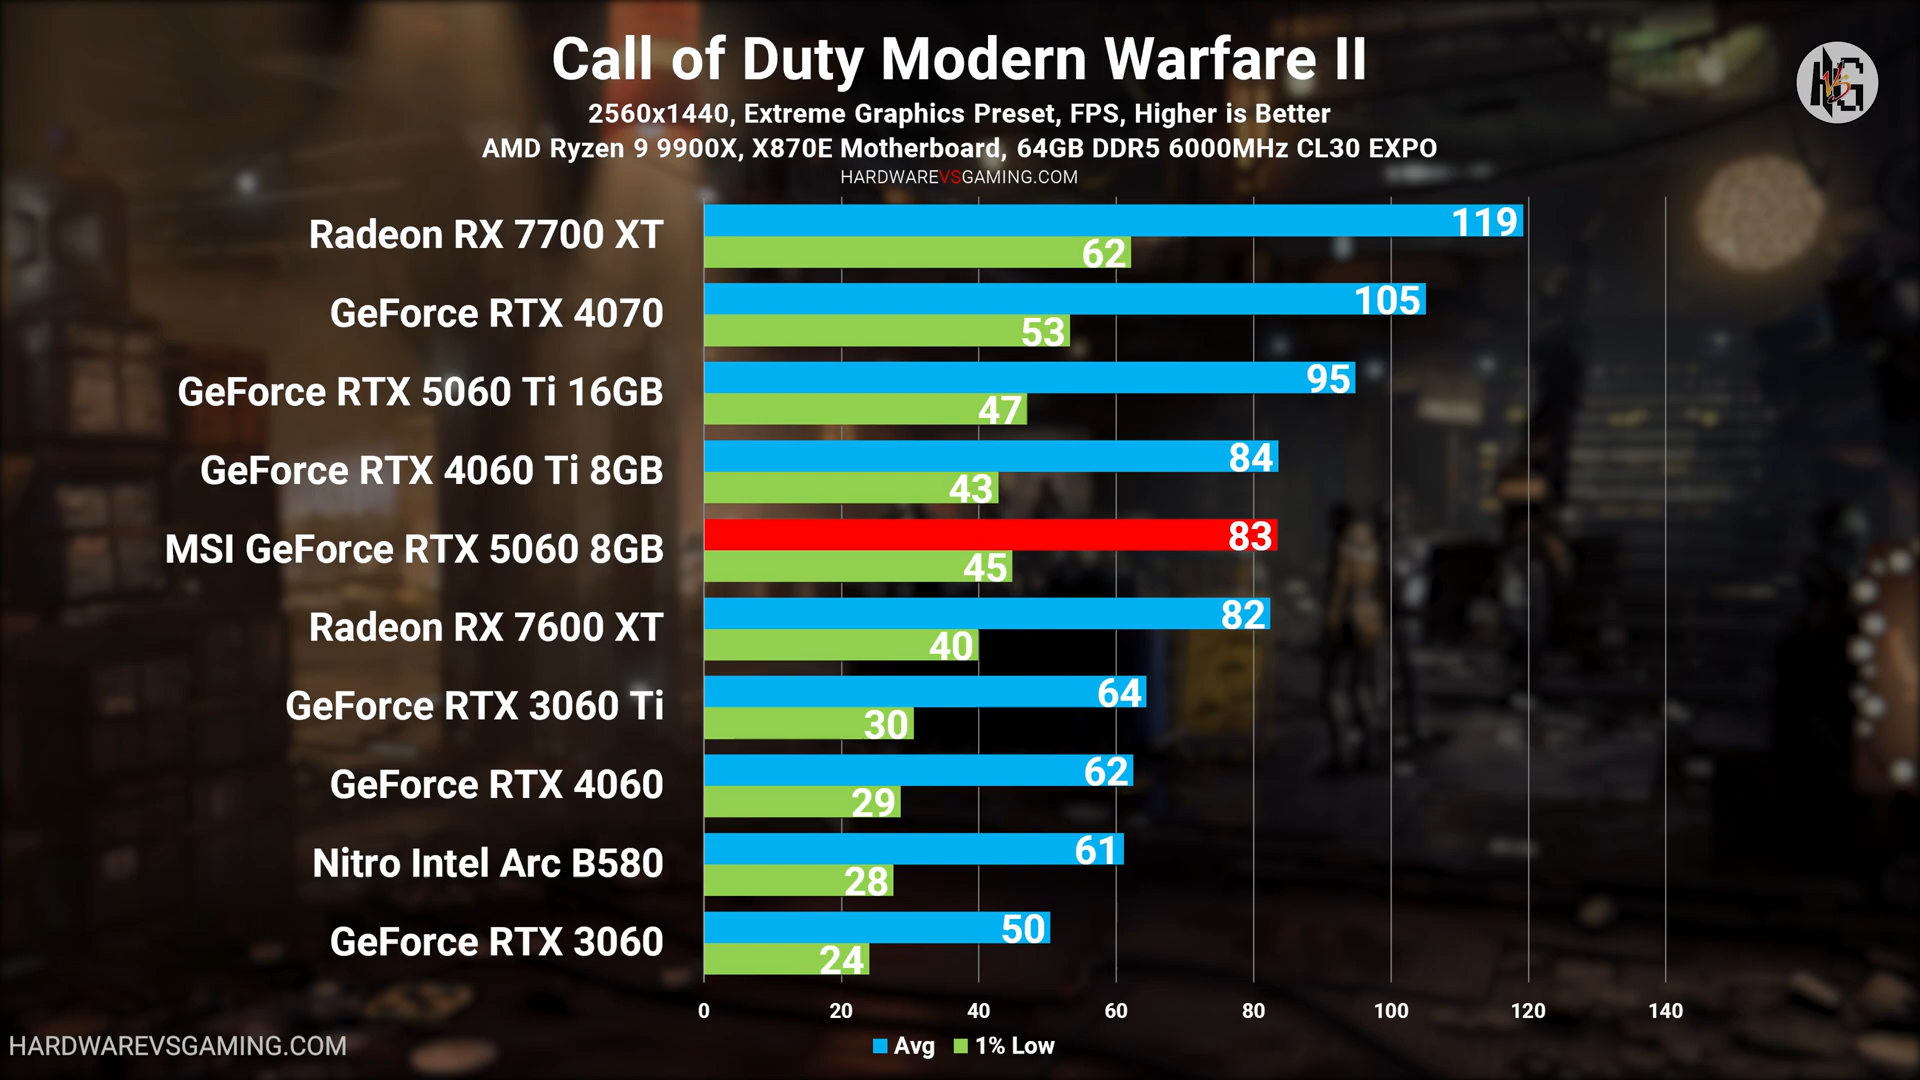 Call of Duty Modern Warfare II
2560x1440, Extreme Graphics Preset, FPS, Higher is Better
AMD Ryzen 9 9900X, X870E Motherboard, 64GB DDR5 6000MHz CL30 EXPO
HARDWAREVSGAMING.COM
Radeon RX 7700 XT
119
62
GeForce RTX 4070
105
53
GeForce RTX 5060 Ti 16GB
95
47
GeForce RTX 4060 Ti 8GB
84
43
MSI GeForce RTX 5060 8GB
83
45
Radeon RX 7600 XT
82
40
GeForce RTX 3060 Ti
64
30
GeForce RTX 4060
62
29
Nitro Intel Arc B580
61
28
GeForce RTX 3060
50
24
0 20 40 60 80 100 120 140
Avg 1% Low
HARDWAREVSGAMING.COM
HVSG